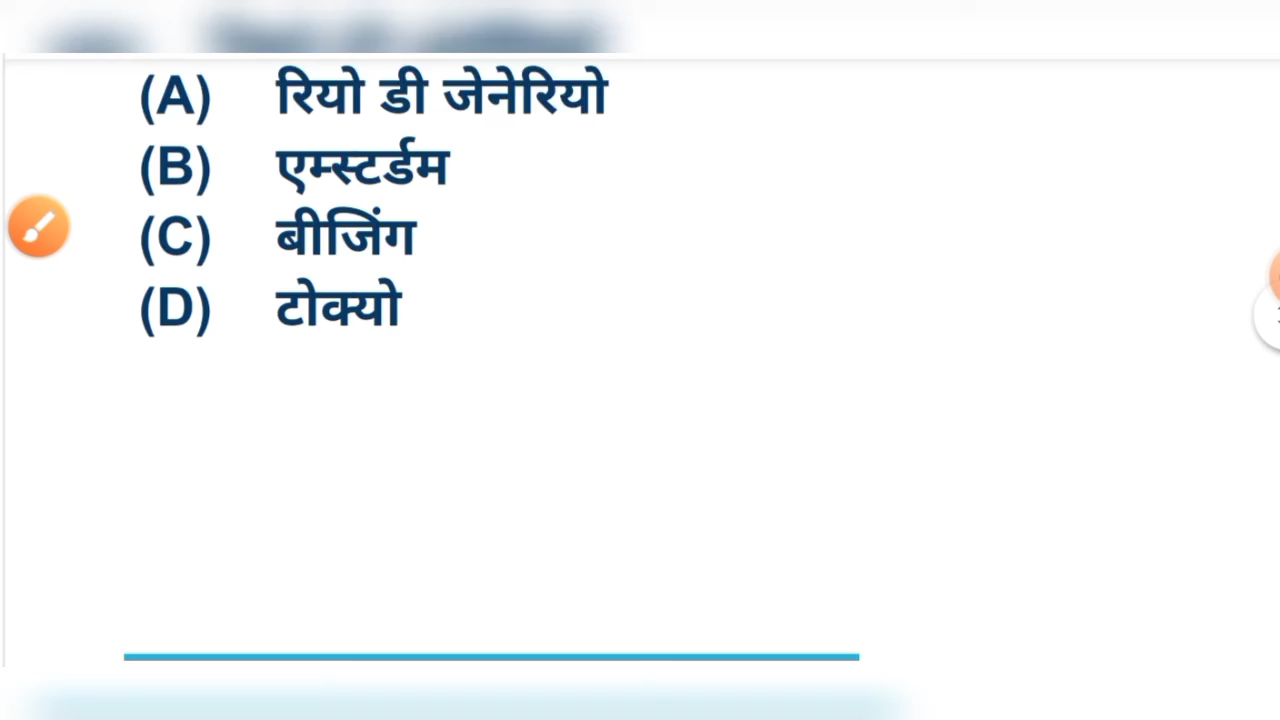 (A) रियो डी जेनेरियो
(B) एम्स्टर्डम
(C) बीजिंग
(D) टोक्यो